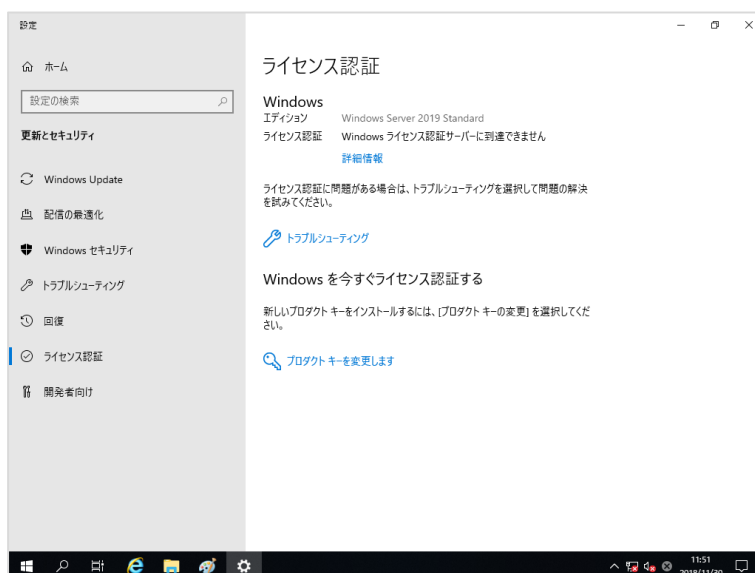 設定
ホーム
設定の検索
更新とセキュリティ
Windows Update
配信の最適化
Windows セキュリティ
トラブルシューティング
回復
ライセンス認証
開発者向け
ライセンス認証
Windows
エディション Windows Server 2019 Standard
ライセンス認証 Windows ライセンス認証サーバーに到達できません
詳細情報
ライセンス認証に問題がある場合は、トラブルシューティングを選択して問題の解決
を試みてください。
トラブルシューティング
Windows を今すぐライセンス認証する
新しいプロダクト キーをインストールするには、[プロダクト キーの変更] を選択してくだ
さい。
プロダクト キーを変更します
11:51
2018/11/30